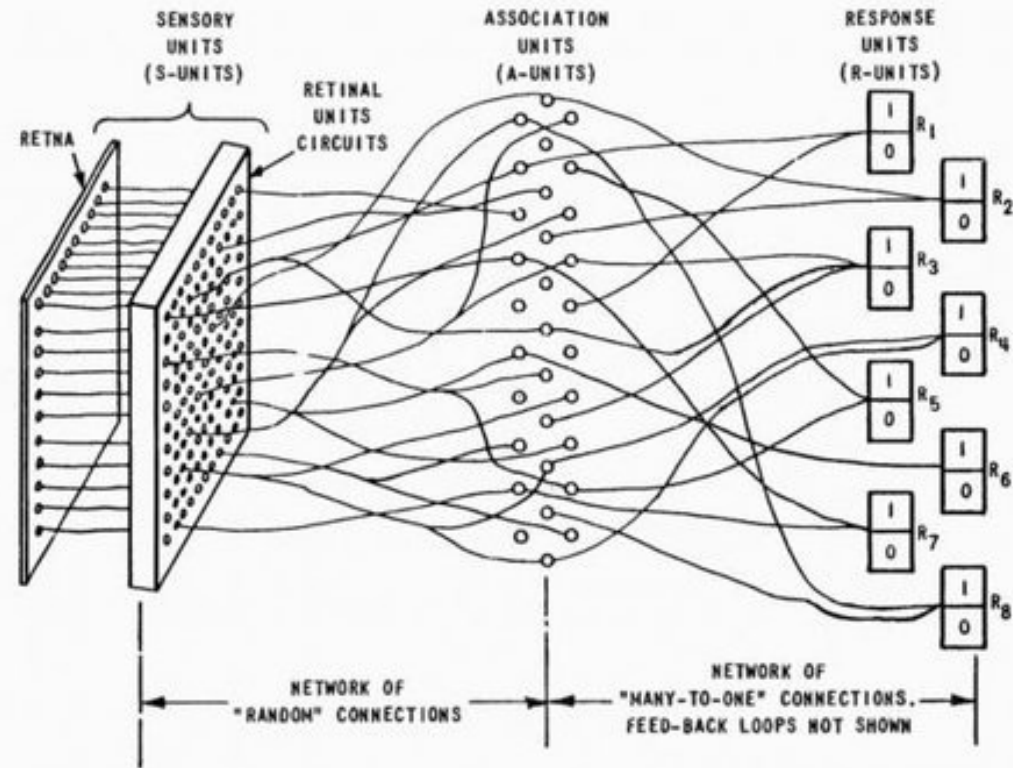 SENSORY
UNITS
(S-UNITS)
RETINAL
UNITS
CIRCUITS
RETNA
ASSOCIATION
UNITS
(A-UNITS)
RESPONSE
UNITS
(R-UNITS)
1
0
R1
1
0
R2
1
0
R3
1
0
R4
1
0
R5
1
0
R6
1
0
R7
1
0
R8
NETWORK OF
"RANDOM" CONNECTIONS
NETWORK OF
"MANY-TO-ONE" CONNECTIONS.
FEED-BACK LOOPS NOT SHOWN